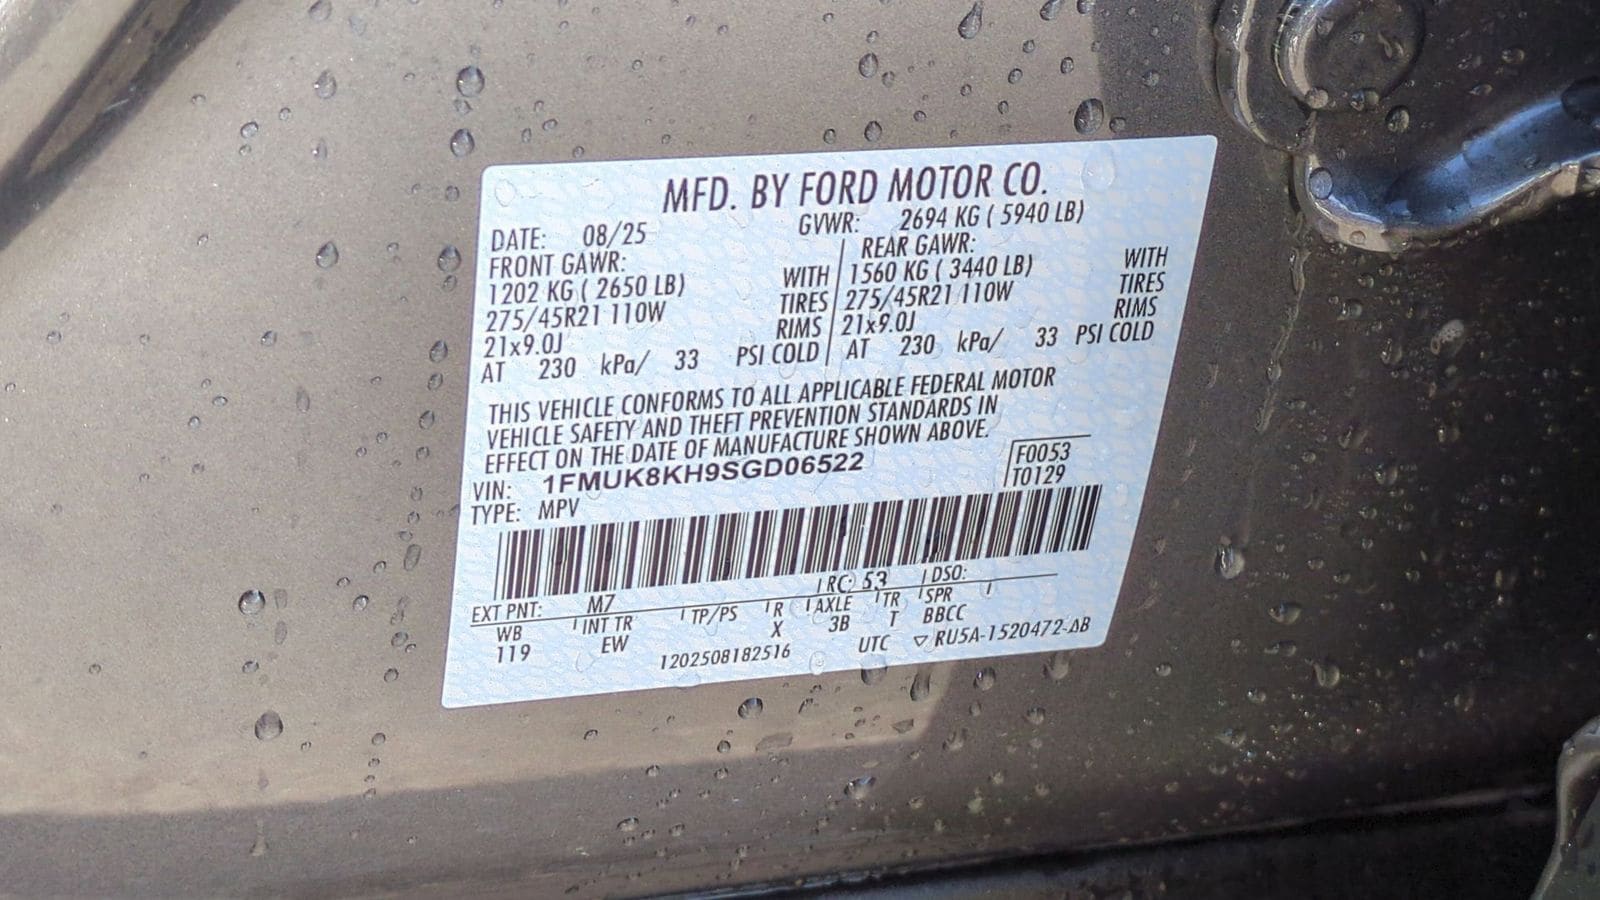 MFD. BY FORD MOTOR CO.
DATE: 08/25 GVWR: 2694 KG ( 5940 LB)
FRONT GAWR: REAR GAWR:
1202 KG ( 2650 LB) WITH 1560 KG ( 3440 LB) WITH
275/45R21 110W TIRES 275/45R21 110W TIRES
21x9.0J RIMS 21x9.0J RIMS
AT 230 kPa/ 33 PSI COLD AT 230 kPa/ 33 PSI COLD
THIS VEHICLE CONFORMS TO ALL APPLICABLE FEDERAL MOTOR
VEHICLE SAFETY AND THEFT PREVENTION STANDARDS IN
EFFECT ON THE DATE OF MANUFACTURE SHOWN ABOVE.
VIN: 1FMUK8KH9SGD06522 F0053
TYPE: MPV T0129
EXT PNT: M7 RC: 53 DSO:
WB INT TR TP/PS R AXLE TR SPR
119 EW X 3B T BBCC
1202508182516 UTC ▽ RU5A-1520472-AB